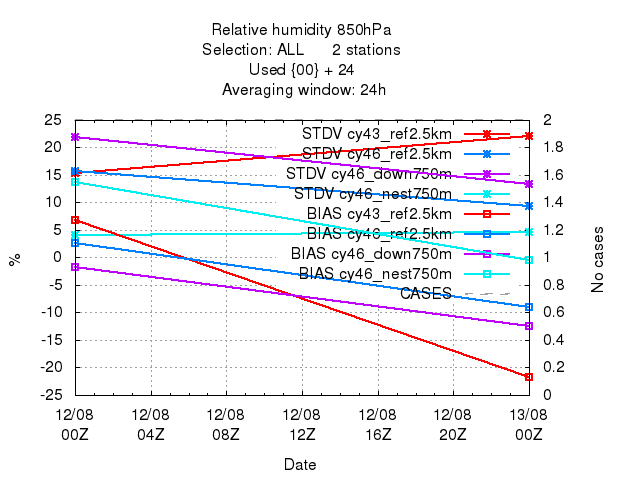 Relative humidity 850hPa
Selection: ALL 2 stations
Used {00} + 24
Averaging window: 24h
25
20
15
10
5
0
-5
-10
-15
-20
-25
%
2
1.8
1.6
1.4
1.2
1
0.8
0.6
0.4
0.2
0
No cases
STDV cy43_ref2.5km
STDV cy46_ref2.5km
STDV cy46_down750m
STDV cy46_nest750m
BIAS cy43_ref2.5km
BIAS cy46_ref2.5km
BIAS cy46_down750m
BIAS cy46_nest750m
CASES
12/08 12/08 12/08 12/08 12/08 12/08 13/08
00Z 04Z 08Z 12Z 16Z 20Z 00Z
Date